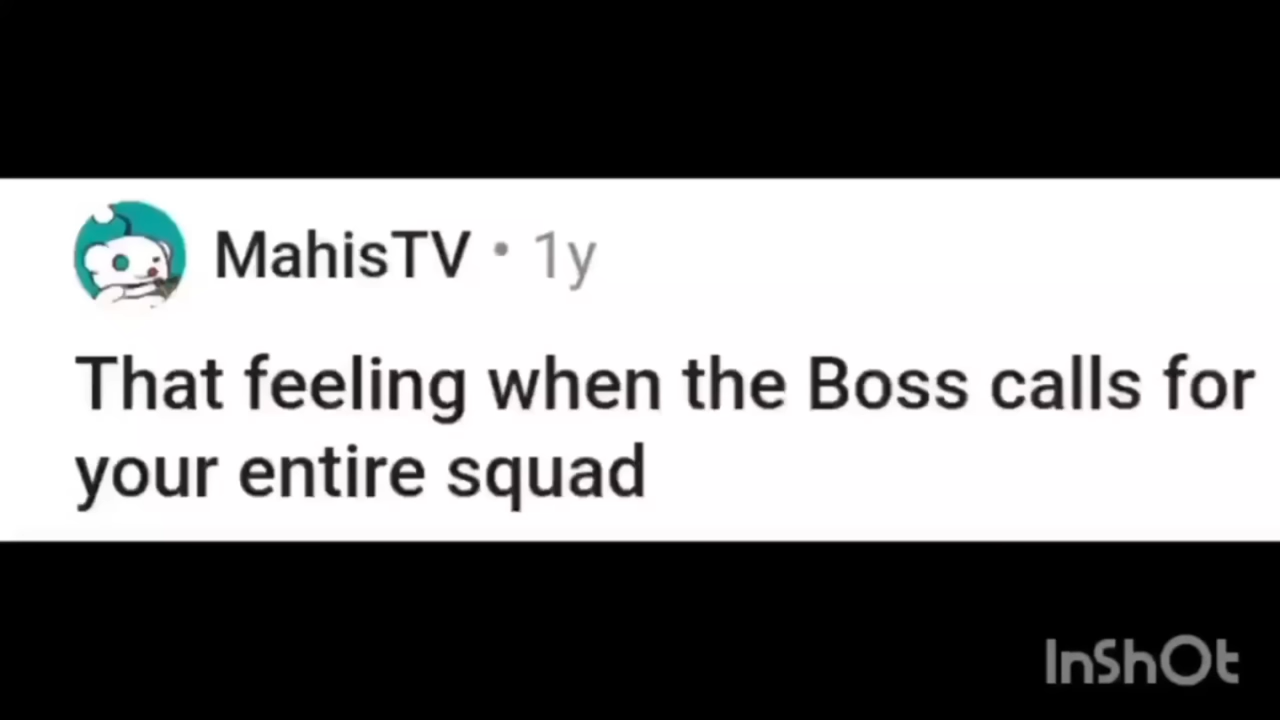 MahisTV • 1y
That feeling when the Boss calls for
your entire squad
InShOt